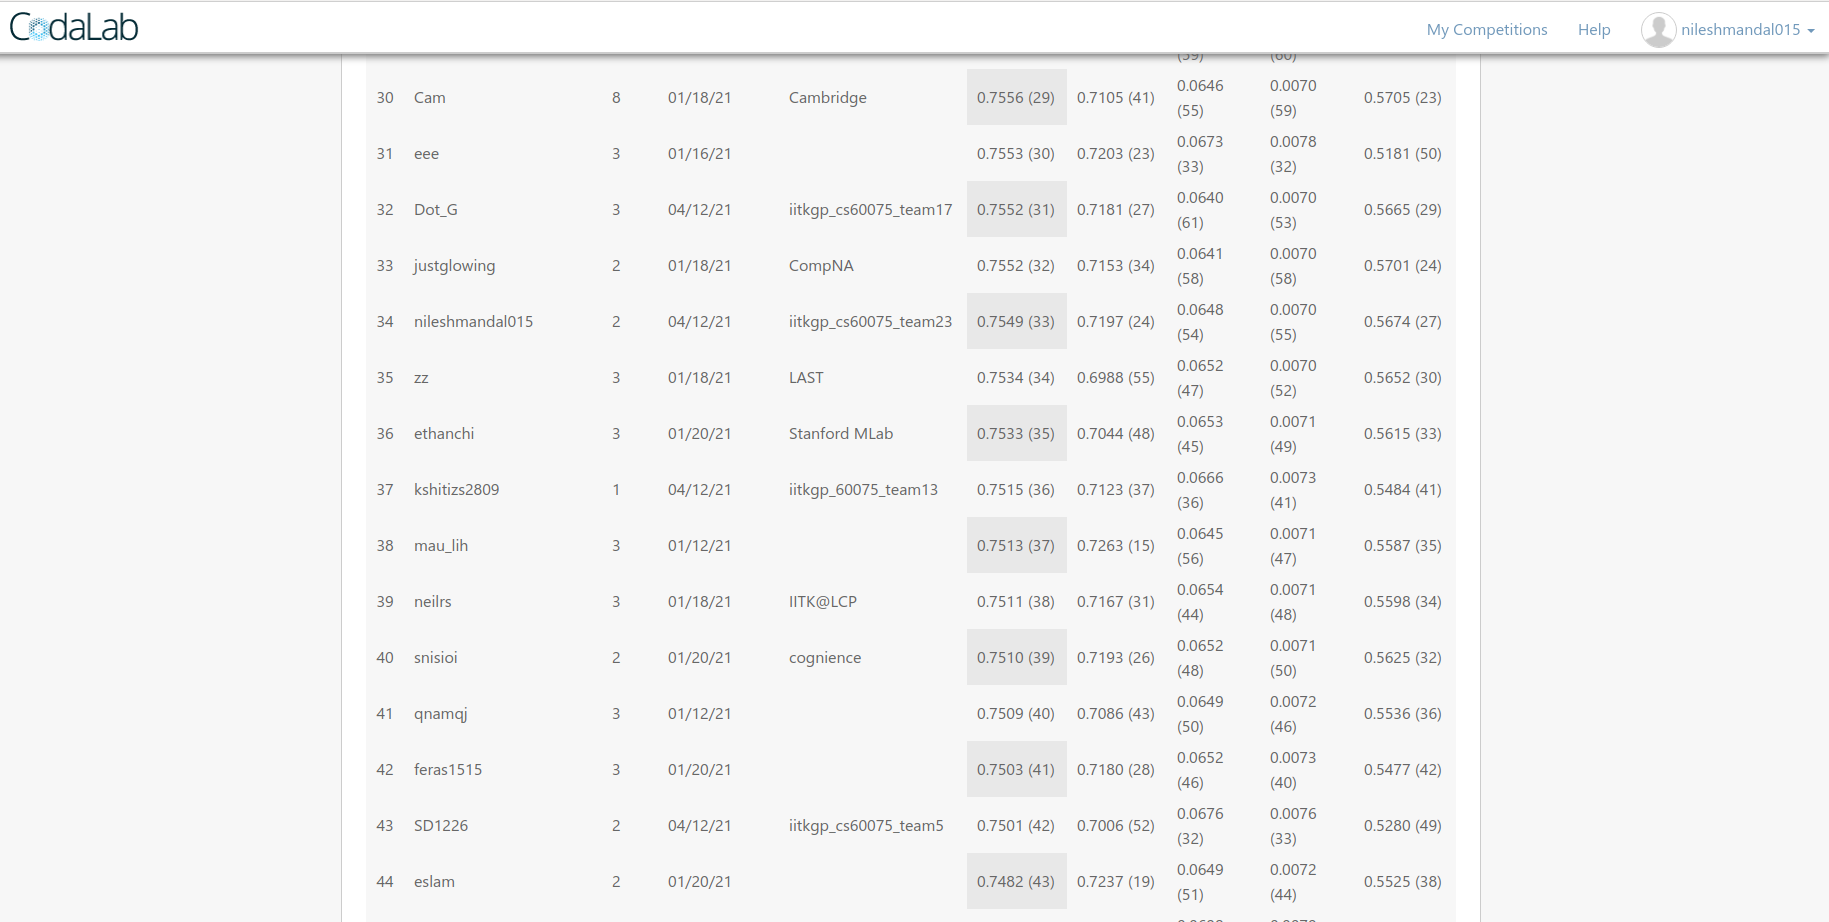 CodaLab
My Competitions Help nileshmandal015
(59) (60)
30 Cam 8 01/18/21 Cambridge 0.7556 (29) 0.7105 (41) 0.0646 (55) 0.0070 (59) 0.5705 (23)
31 eee 3 01/16/21 0.7553 (30) 0.7203 (23) 0.0673 (33) 0.0078 (32) 0.5181 (50)
32 Dot_G 3 04/12/21 iitkgp_cs60075_team17 0.7552 (31) 0.7181 (27) 0.0640 (61) 0.0070 (53) 0.5665 (29)
33 justglowing 2 01/18/21 CompNA 0.7552 (32) 0.7153 (34) 0.0641 (58) 0.0070 (58) 0.5701 (24)
34 nileshmandal015 2 04/12/21 iitkgp_cs60075_team23 0.7549 (33) 0.7197 (24) 0.0648 (54) 0.0070 (55) 0.5674 (27)
35 zz 3 01/18/21 LAST 0.7534 (34) 0.6988 (55) 0.0652 (47) 0.0070 (52) 0.5652 (30)
36 ethanchi 3 01/20/21 Stanford MLab 0.7533 (35) 0.7044 (48) 0.0653 (45) 0.0071 (49) 0.5615 (33)
37 kshitizs2809 1 04/12/21 iitkgp_60075_team13 0.7515 (36) 0.7123 (37) 0.0666 (36) 0.0073 (41) 0.5484 (41)
38 mau_lih 3 01/12/21 0.7513 (37) 0.7263 (15) 0.0645 (56) 0.0071 (47) 0.5587 (35)
39 neilrs 3 01/18/21 IITK@LCP 0.7511 (38) 0.7167 (31) 0.0654 (44) 0.0071 (48) 0.5598 (34)
40 snisioi 2 01/20/21 cognience 0.7510 (39) 0.7193 (26) 0.0652 (48) 0.0071 (50) 0.5625 (32)
41 qnamqj 3 01/12/21 0.7509 (40) 0.7086 (43) 0.0649 (50) 0.0072 (46) 0.5536 (36)
42 feras1515 3 01/20/21 0.7503 (41) 0.7180 (28) 0.0652 (46) 0.0073 (40) 0.5477 (42)
43 SD1226 2 04/12/21 iitkgp_cs60075_team5 0.7501 (42) 0.7006 (52) 0.0676 (32) 0.0076 (33) 0.5280 (49)
44 eslam 2 01/20/21 0.7482 (43) 0.7237 (19) 0.0649 (51) 0.0072 (44) 0.5525 (38)